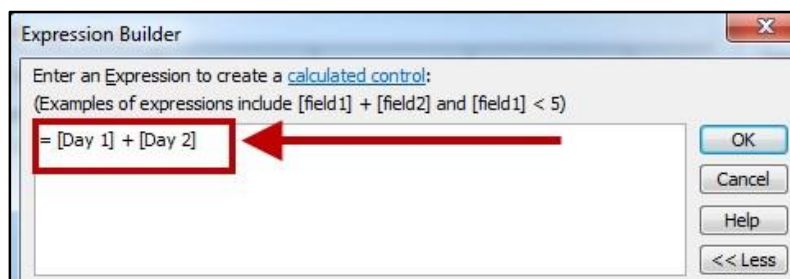 Expression Builder
X
Enter an Expression to create a calculated control:
(Examples of expressions include [field1] + [field2] and [field1] < 5)
= [Day 1] + [Day 2]
OK
Cancel
Help
<< Less